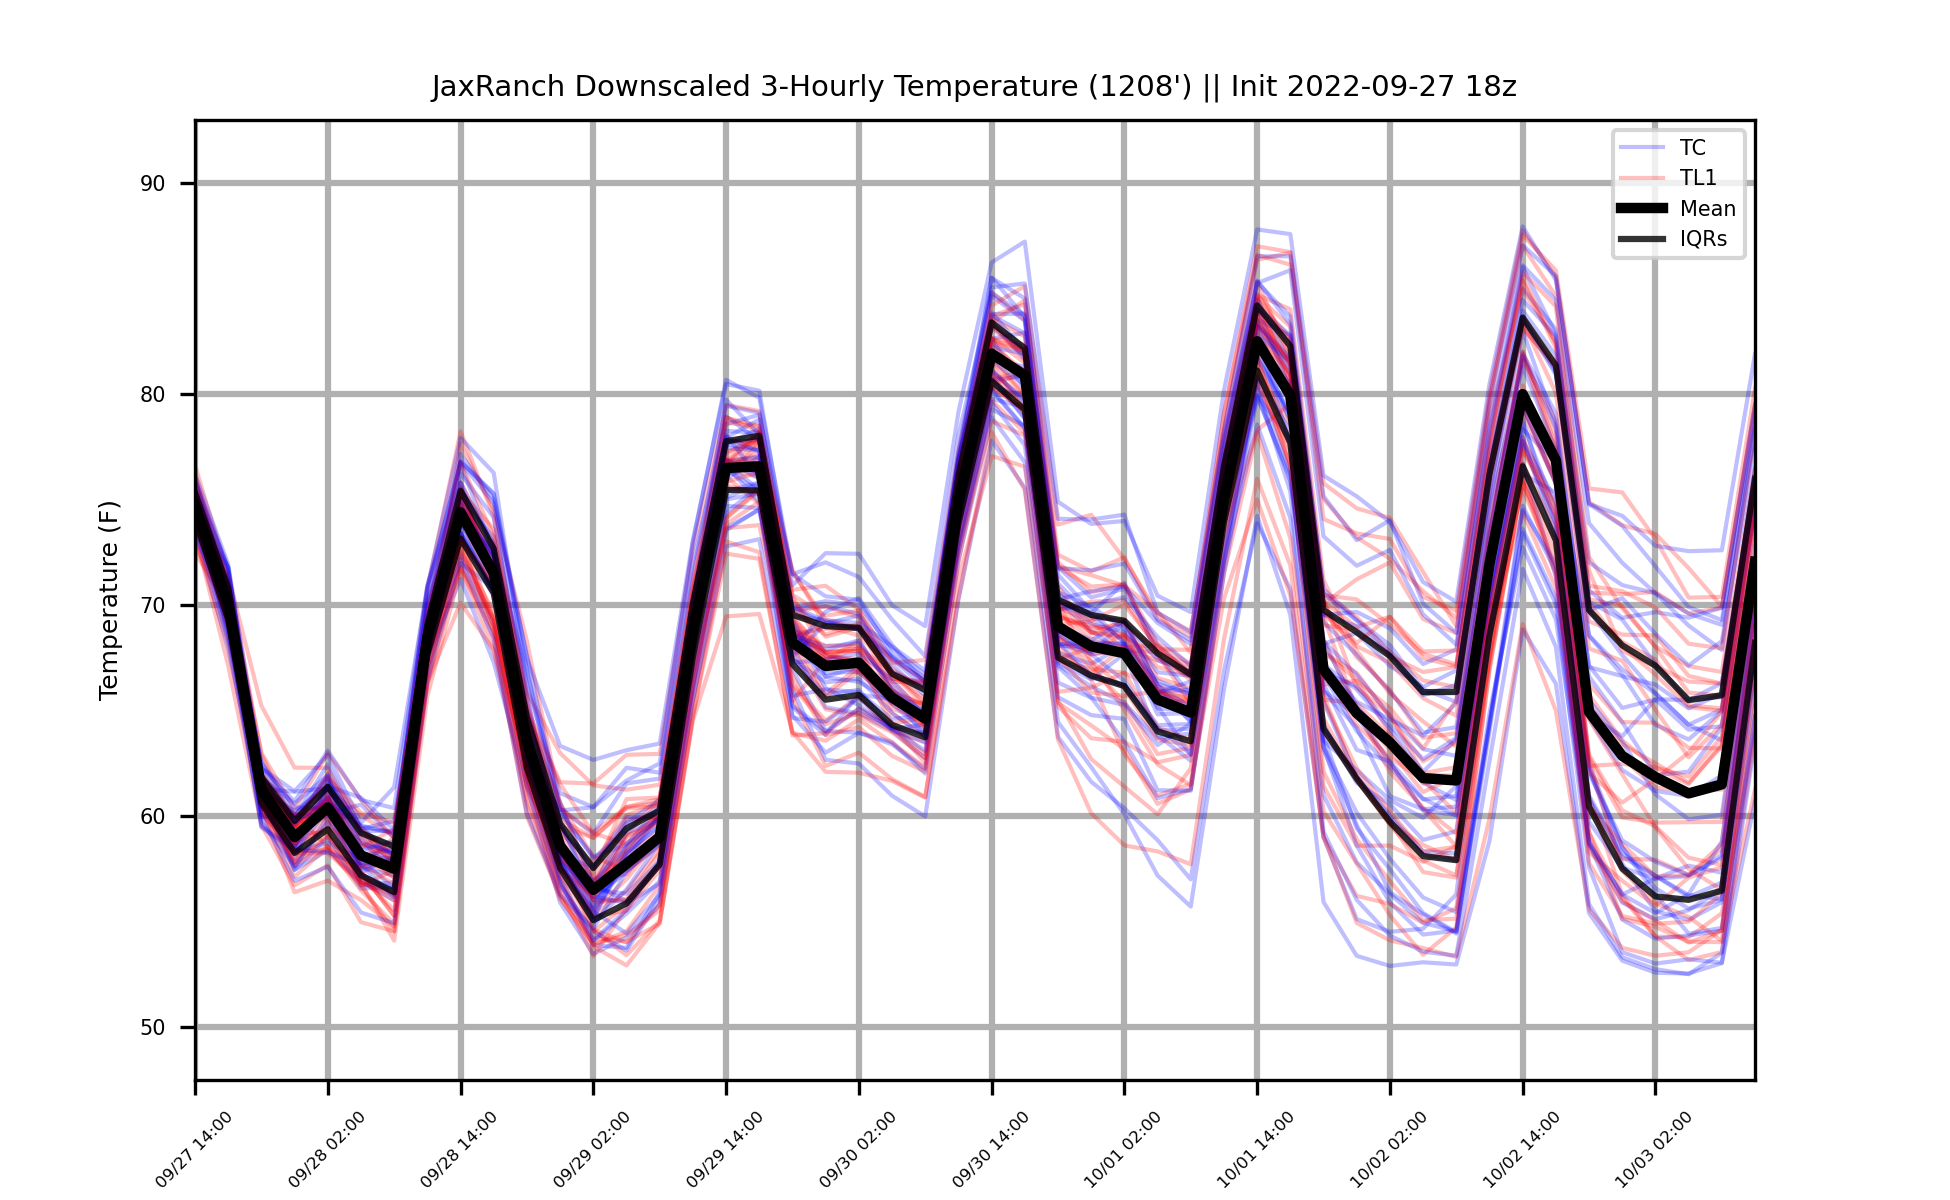 JaxRanch Downscaled 3-Hourly Temperature (1208') || Init 2022-09-27 18z
TC
TL1
Mean
IQRs
Temperature (F)
90
80
70
60
50
09/27 14:00
09/28 02:00
09/28 14:00
09/29 02:00
09/29 14:00
09/30 02:00
09/30 14:00
10/01 02:00
10/01 14:00
10/02 02:00
10/02 14:00
10/03 02:00